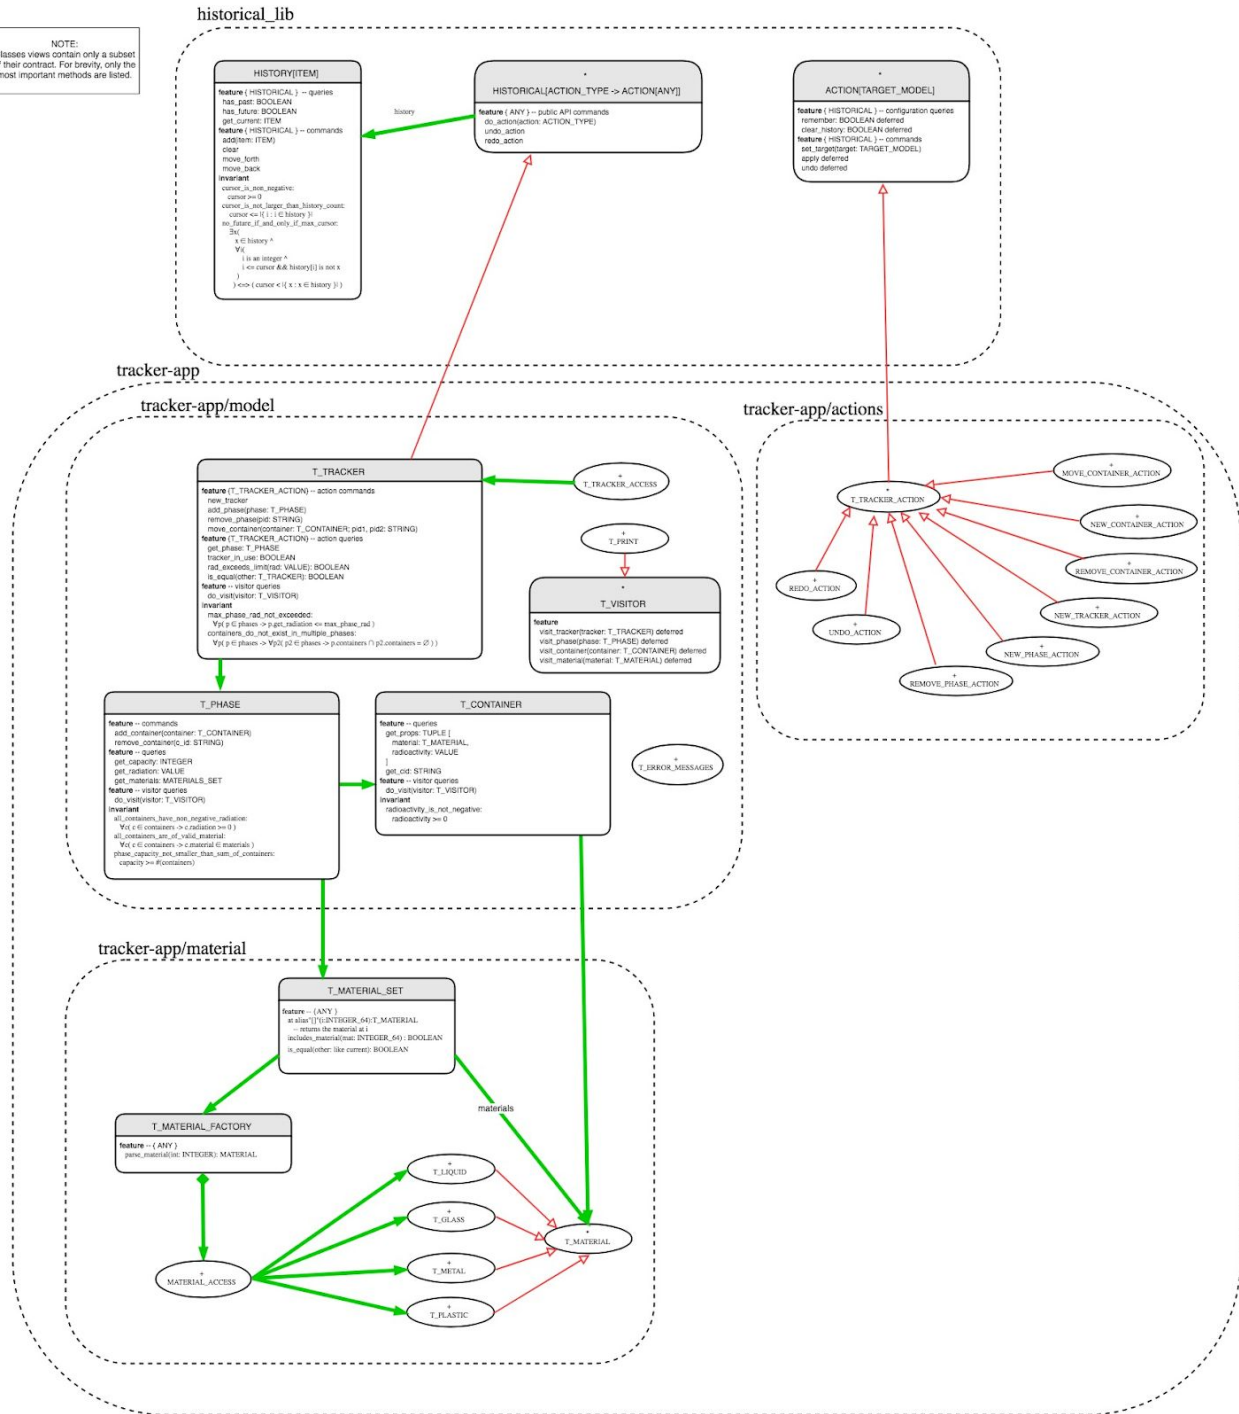 historical_lib
NOTE:
lasses views contain only a subset
f their contract. For brevity, only the
most important methods are listed.
HISTORY[ITEM]
feature { HISTORICAL } -- queries
has_past: BOOLEAN
has_future: BOOLEAN
get_current: ITEM
feature { HISTORICAL } -- commands
add(item: ITEM)
clear
move_forth
move_back
invariant
cursor_is_non_negative:
cursor >= 0
cursor_is_not_larger_than_history_count:
cursor <= |{ i : i ∈ history }|
no_future_if_and_only_if_max_cursor:
∃x(
x ∈ history ^
∀i(
i is an integer ^
i <= cursor && history[i] is not x
)
) <=> ( cursor < |{ x : x ∈ history }| )
history
*
HISTORICAL[ACTION_TYPE -> ACTION[ANY]]
feature { ANY } -- public API commands
do_action(action: ACTION_TYPE)
undo_action
redo_action
*
ACTION[TARGET_MODEL]
feature { HISTORICAL } -- configuration queries
remember: BOOLEAN deferred
clear_history: BOOLEAN deferred
feature { HISTORICAL } -- commands
set_target(target: TARGET_MODEL)
apply deferred
undo deferred
tracker-app
tracker-app/model
T_TRACKER
feature {T_TRACKER_ACTION} -- action commands
new_tracker
add_phase(phase: T_PHASE)
remove_phase(pid: STRING)
move_container(container: T_CONTAINER; pid1, pid2: STRING)
feature {T_TRACKER_ACTION} -- action queries
get_phase: T_PHASE
tracker_in_use: BOOLEAN
rad_exceeds_limit(rad: VALUE): BOOLEAN
is_equal(other: T_TRACKER): BOOLEAN
feature -- visitor queries
do_visit(visitor: T_VISITOR)
invariant
max_phase_rad_not_exceeded:
∀p( p ∈ phases -> p.get_radiation <= max_phase_rad )
containers_do_not_exist_in_multiple_phases:
∀p( p ∈ phases -> ∀p2( p2 ∈ phases -> p.containers ∩ p2.containers = ∅ ) )
+
T_TRACKER_ACCESS
+
T_PRINT
*
T_VISITOR
feature
visit_tracker(tracker: T_TRACKER) deferred
visit_phase(phase: T_PHASE) deferred
visit_container(container: T_CONTAINER) deferred
visit_material(material: T_MATERIAL) deferred
T_PHASE
feature -- commands
add_container(container: T_CONTAINER)
remove_container(c_id: STRING)
feature -- queries
get_capacity: INTEGER
get_radiation: VALUE
get_materials: MATERIALS_SET
feature -- visitor queries
do_visit(visitor: T_VISITOR)
invariant
all_containers_have_non_negative_radiation:
∀c( c ∈ containers -> c.radiation >= 0 )
all_containers_are_of_valid_material:
∀c( c ∈ containers -> c.material ∈ materials )
phase_capacity_not_smaller_than_sum_of_containers:
capacity >= #(containers)
T_CONTAINER
feature -- queries
get_props: TUPLE [
material: T_MATERIAL,
radioactivity: VALUE
]
get_cid: STRING
feature -- visitor queries
do_visit(visitor: T_VISITOR)
invariant
radioactivity_is_not_negative:
radioactivity >= 0
+
T_ERROR_MESSAGES
tracker-app/actions
*
T_TRACKER_ACTION
+
MOVE_CONTAINER_ACTION
+
NEW_CONTAINER_ACTION
+
REMOVE_CONTAINER_ACTION
+
NEW_TRACKER_ACTION
+
NEW_PHASE_ACTION
+
REMOVE_PHASE_ACTION
+
UNDO_ACTION
+
REDO_ACTION
tracker-app/material
T_MATERIAL_SET
feature -- {ANY }
at alias"[]"(i:INTEGER_64):T_MATERIAL
-- returns the material at i
includes_material(mat: INTEGER_64) : BOOLEAN
is_equal(other: like current): BOOLEAN
materials
T_MATERIAL_FACTORY
feature -- { ANY }
parse_material(int: INTEGER): MATERIAL
+
MATERIAL_ACCESS
+
T_LIQUID
+
T_GLASS
+
T_METAL
+
T_PLASTIC
*
T_MATERIAL